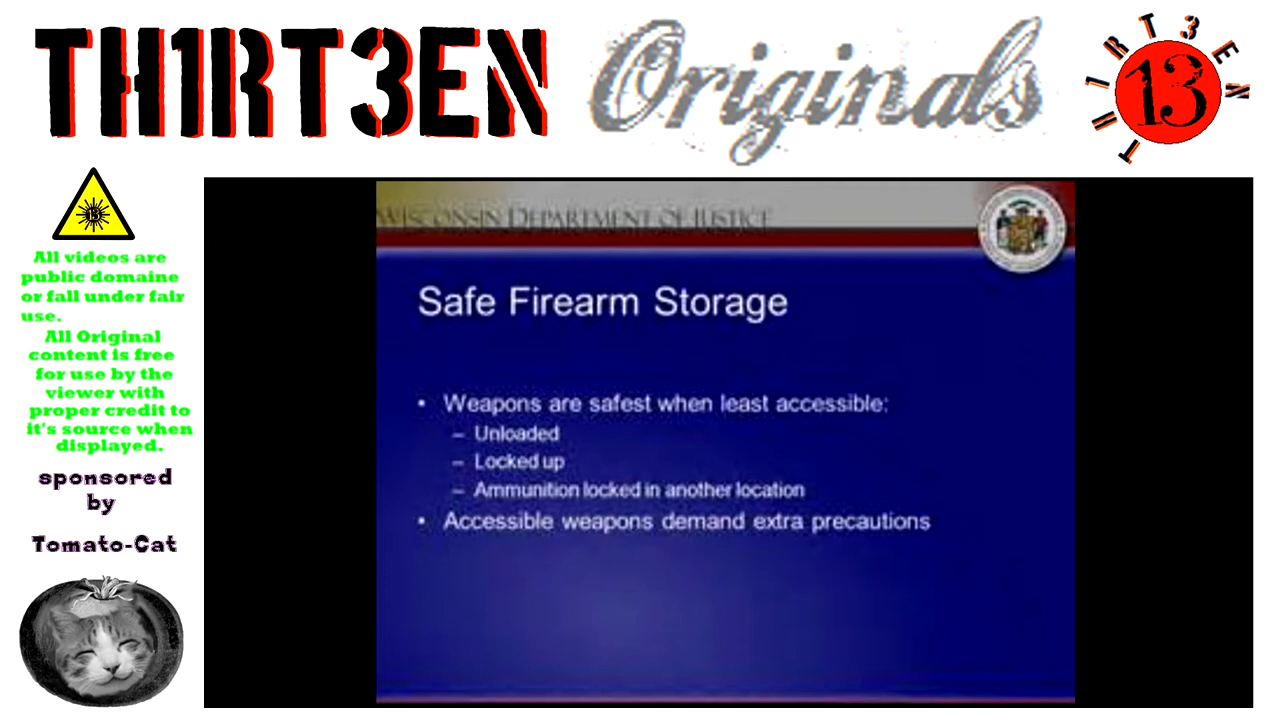 TH1RT3EN Originals
TH1RT3EN
13
All videos are
public domaine
or fall under fair
use.
All Original
content is free
for use by the
viewer with
proper credit to
it's source when
displayed.
sponsored
by
Tomato-Cat
WISCONSIN DEPARTMENT OF JUSTICE
Safe Firearm Storage
• Weapons are safest when least accessible:
– Unloaded
– Locked up
– Ammunition locked in another location
• Accessible weapons demand extra precautions